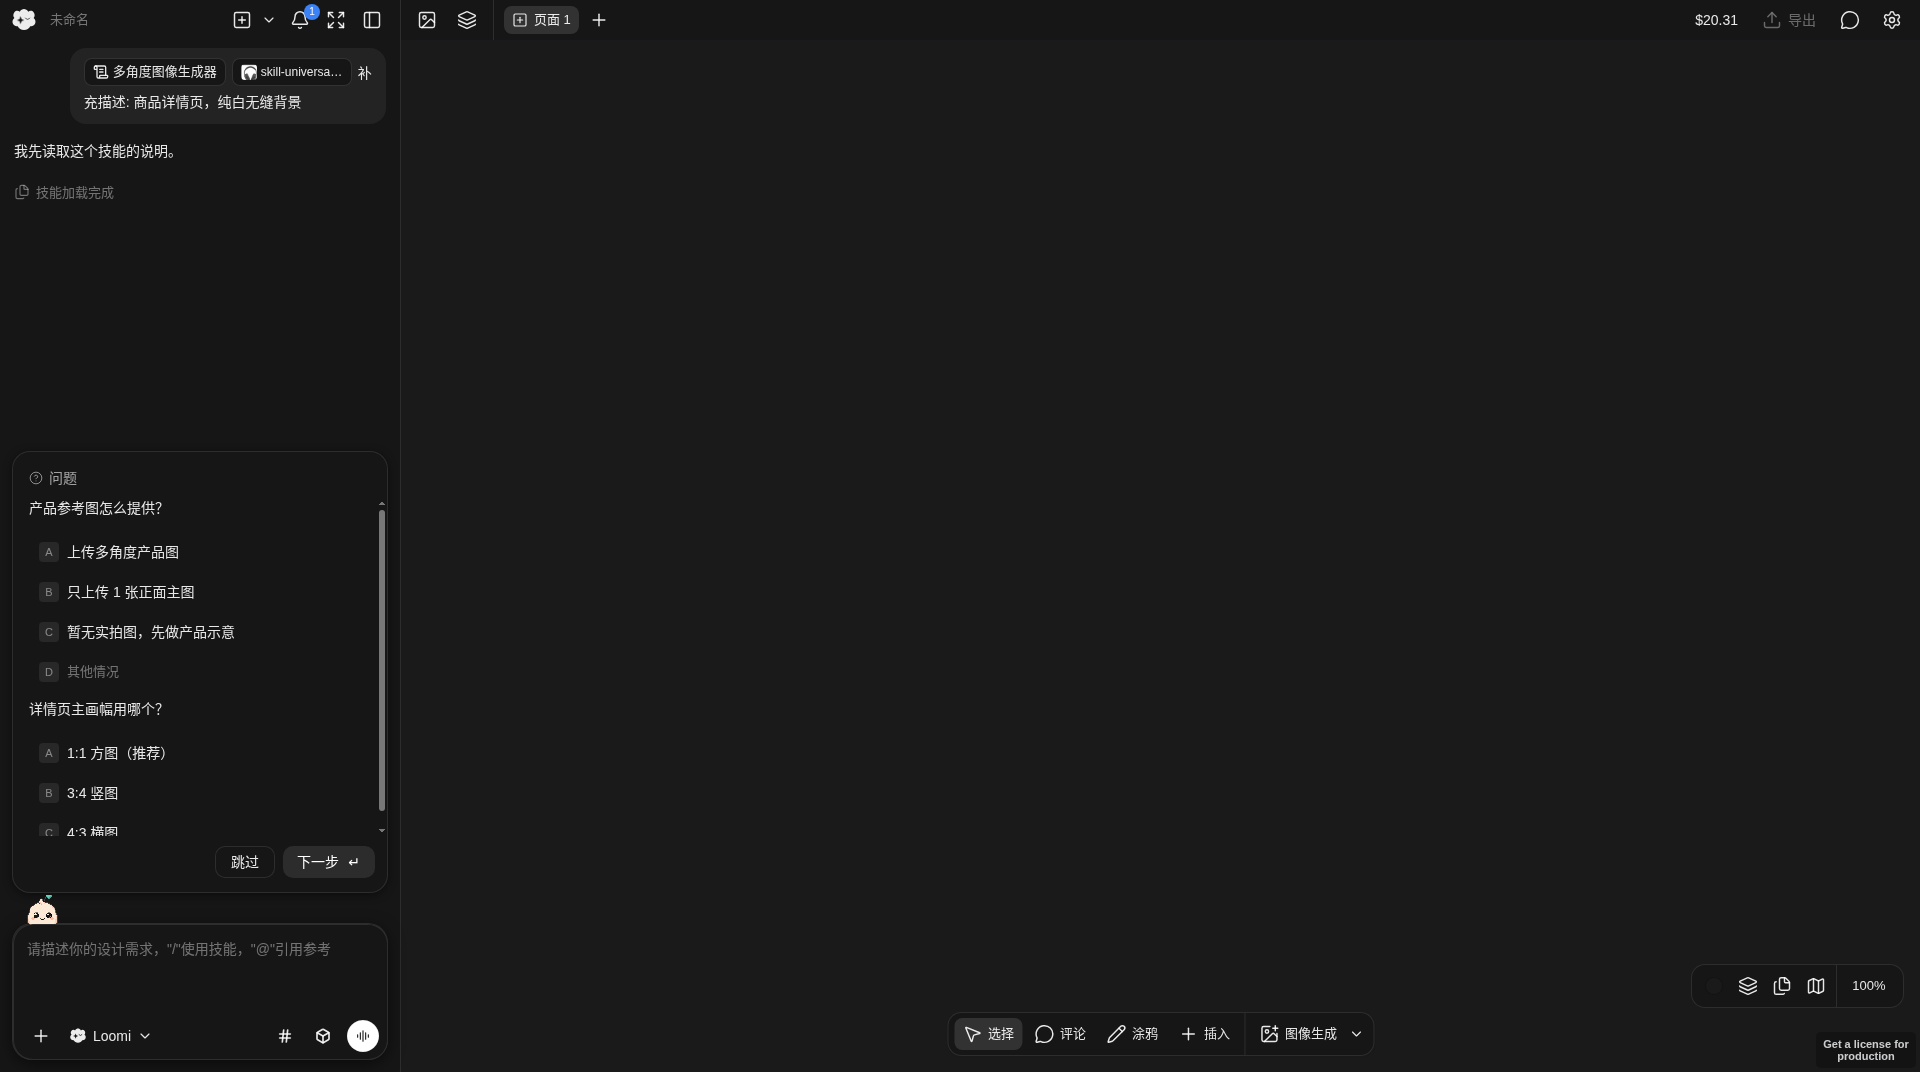 未命名
1
页面 1
$20.31
导出
多角度图像生成器 skill-universa... 补
充描述: 商品详情页，纯白无缝背景
我先读取这个技能的说明。
技能加载完成
问题
产品参考图怎么提供?
A 上传多角度产品图
B 只上传 1 张正面主图
C 暂无实拍图，先做产品示意
D 其他情况
详情页主画幅用哪个?
A 1:1 方图（推荐）
B 3:4 竖图
C 4:3 横图
跳过
下一步
请描述你的设计需求，"/"使用技能，"@"引用参考
Loomi
选择
评论
涂鸦
插入
图像生成
100%
Get a license for
production